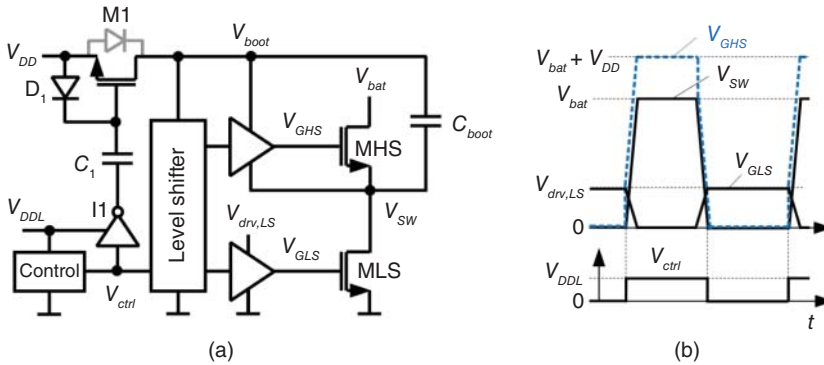 M1
V_boot
V_DD
D_1
V_bat
V_GHS
MHS
C_boot
C_1
Level shifter
I1
V_DDL
V_drv,LS
V_SW
Control
V_GLS
MLS
V_ctrl
(a)
V_GHS
V_bat + V_DD
V_SW
V_bat
V_GLS
V_drv,LS
0
V_ctrl
V_DDL
0
t
(b)